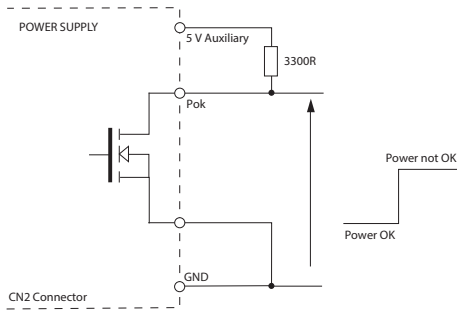 POWER SUPPLY
5 V Auxiliary
3300R
Pok
Power not OK
Power OK
GND
CN2 Connector